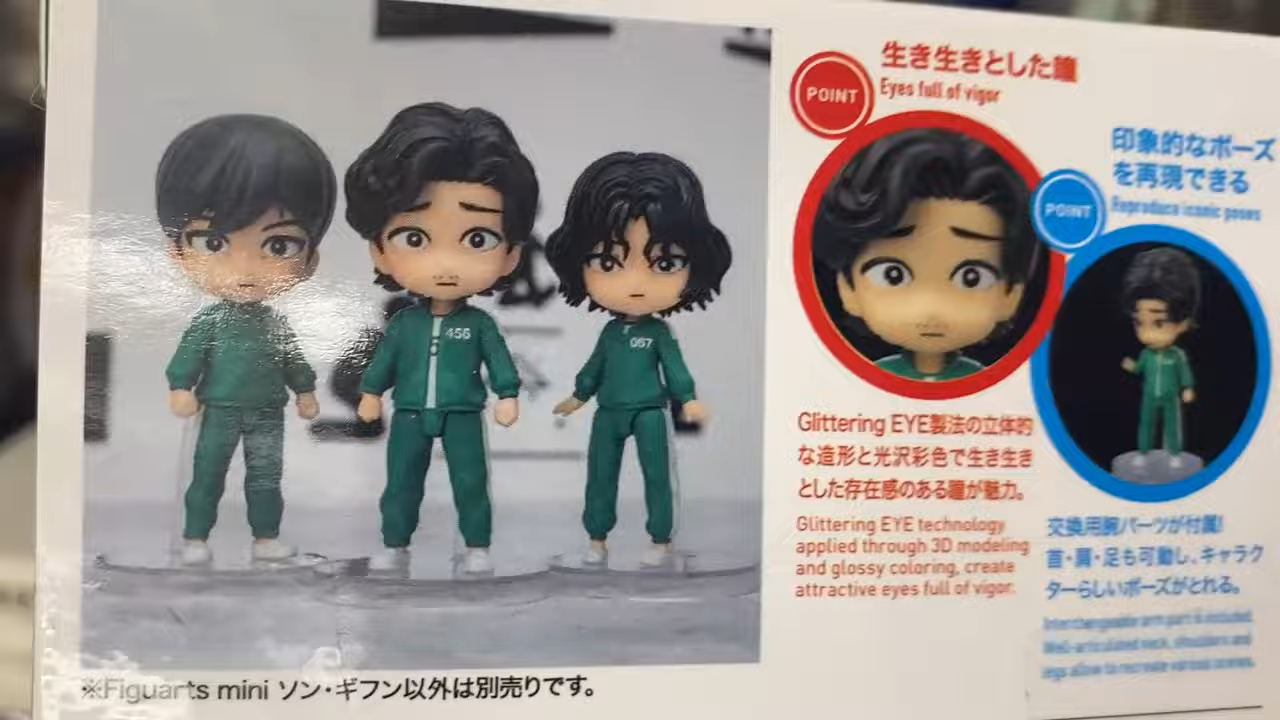 456
067
※Figuarts mini ソン・ギフン以外は別売りです。
POINT
生き生きとした瞳
Eyes full of vigor
Glittering EYE製法の立体的
な造形と光沢彩色で生き生き
とした存在感のある瞳が魅力。
Glittering EYE technology
applied through 3D modeling
and glossy coloring, create
attractive eyes full of vigor.
POINT
印象的なポーズ
を再現できる
Reproduce iconic poses
交換用腕パーツが付属!
首・肩・足も可動し、キャラク
ターらしいポーズがとれる。
Interchangeable arm part is included.
Well-articulated neck, shoulders and
legs allow to recreate various scenes.